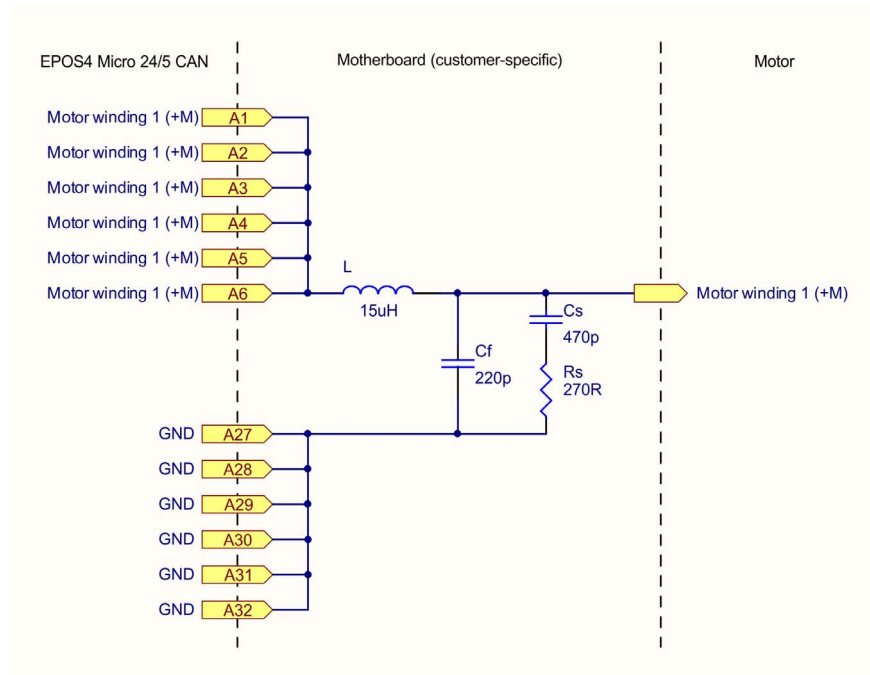 EPOS4 Micro 24/5 CAN
Motherboard (customer-specific)
Motor
Motor winding 1 (+M) A1
Motor winding 1 (+M) A2
Motor winding 1 (+M) A3
Motor winding 1 (+M) A4
Motor winding 1 (+M) A5
L
Motor winding 1 (+M) A6
15uH
Motor winding 1 (+M)
Cs
470p
Cf
220p
Rs
270R
GND A27
GND A28
GND A29
GND A30
GND A31
GND A32